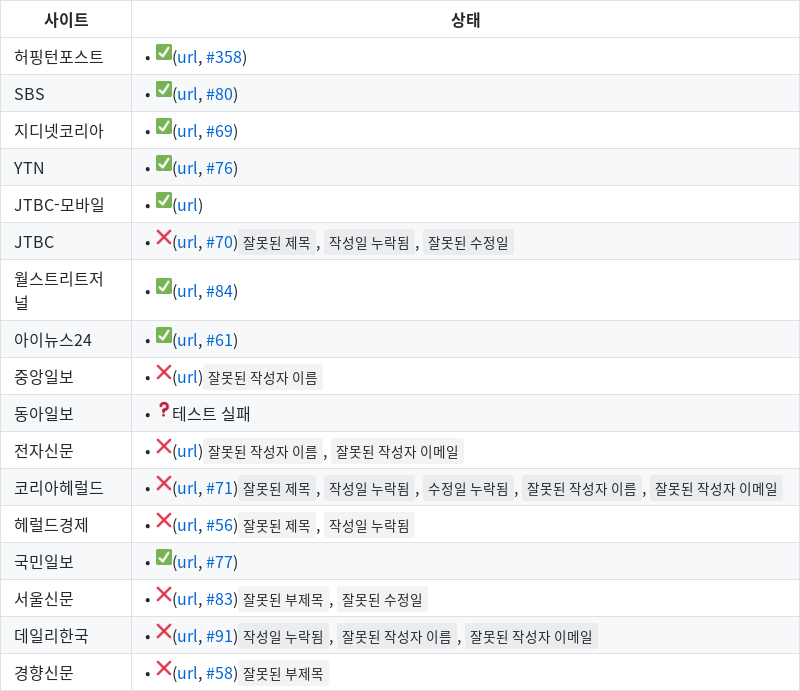 사이트 상태
허핑턴포스트 • ✅(url, #358)
SBS • ✅(url, #80)
지디넷코리아 • ✅(url, #69)
YTN • ✅(url, #76)
JTBC-모바일 • ✅(url)
JTBC • ❌(url, #70) 잘못된 제목 , 작성일 누락됨 , 잘못된 수정일
월스트리트저
널 • ✅(url, #84)
아이뉴스24 • ✅(url, #61)
중앙일보 • ❌(url) 잘못된 작성자 이름
동아일보 • ❓테스트 실패
전자신문 • ❌(url) 잘못된 작성자 이름 , 잘못된 작성자 이메일
코리아헤럴드 • ❌(url, #71) 잘못된 제목 , 작성일 누락됨 , 수정일 누락됨 , 잘못된 작성자 이름 , 잘못된 작성자 이메일
헤럴드경제 • ❌(url, #56) 잘못된 제목 , 작성일 누락됨
국민일보 • ✅(url, #77)
서울신문 • ❌(url, #83) 잘못된 부제목 , 잘못된 수정일
데일리한국 • ❌(url, #91) 작성일 누락됨 , 잘못된 작성자 이름 , 잘못된 작성자 이메일
경향신문 • ❌(url, #58) 잘못된 부제목